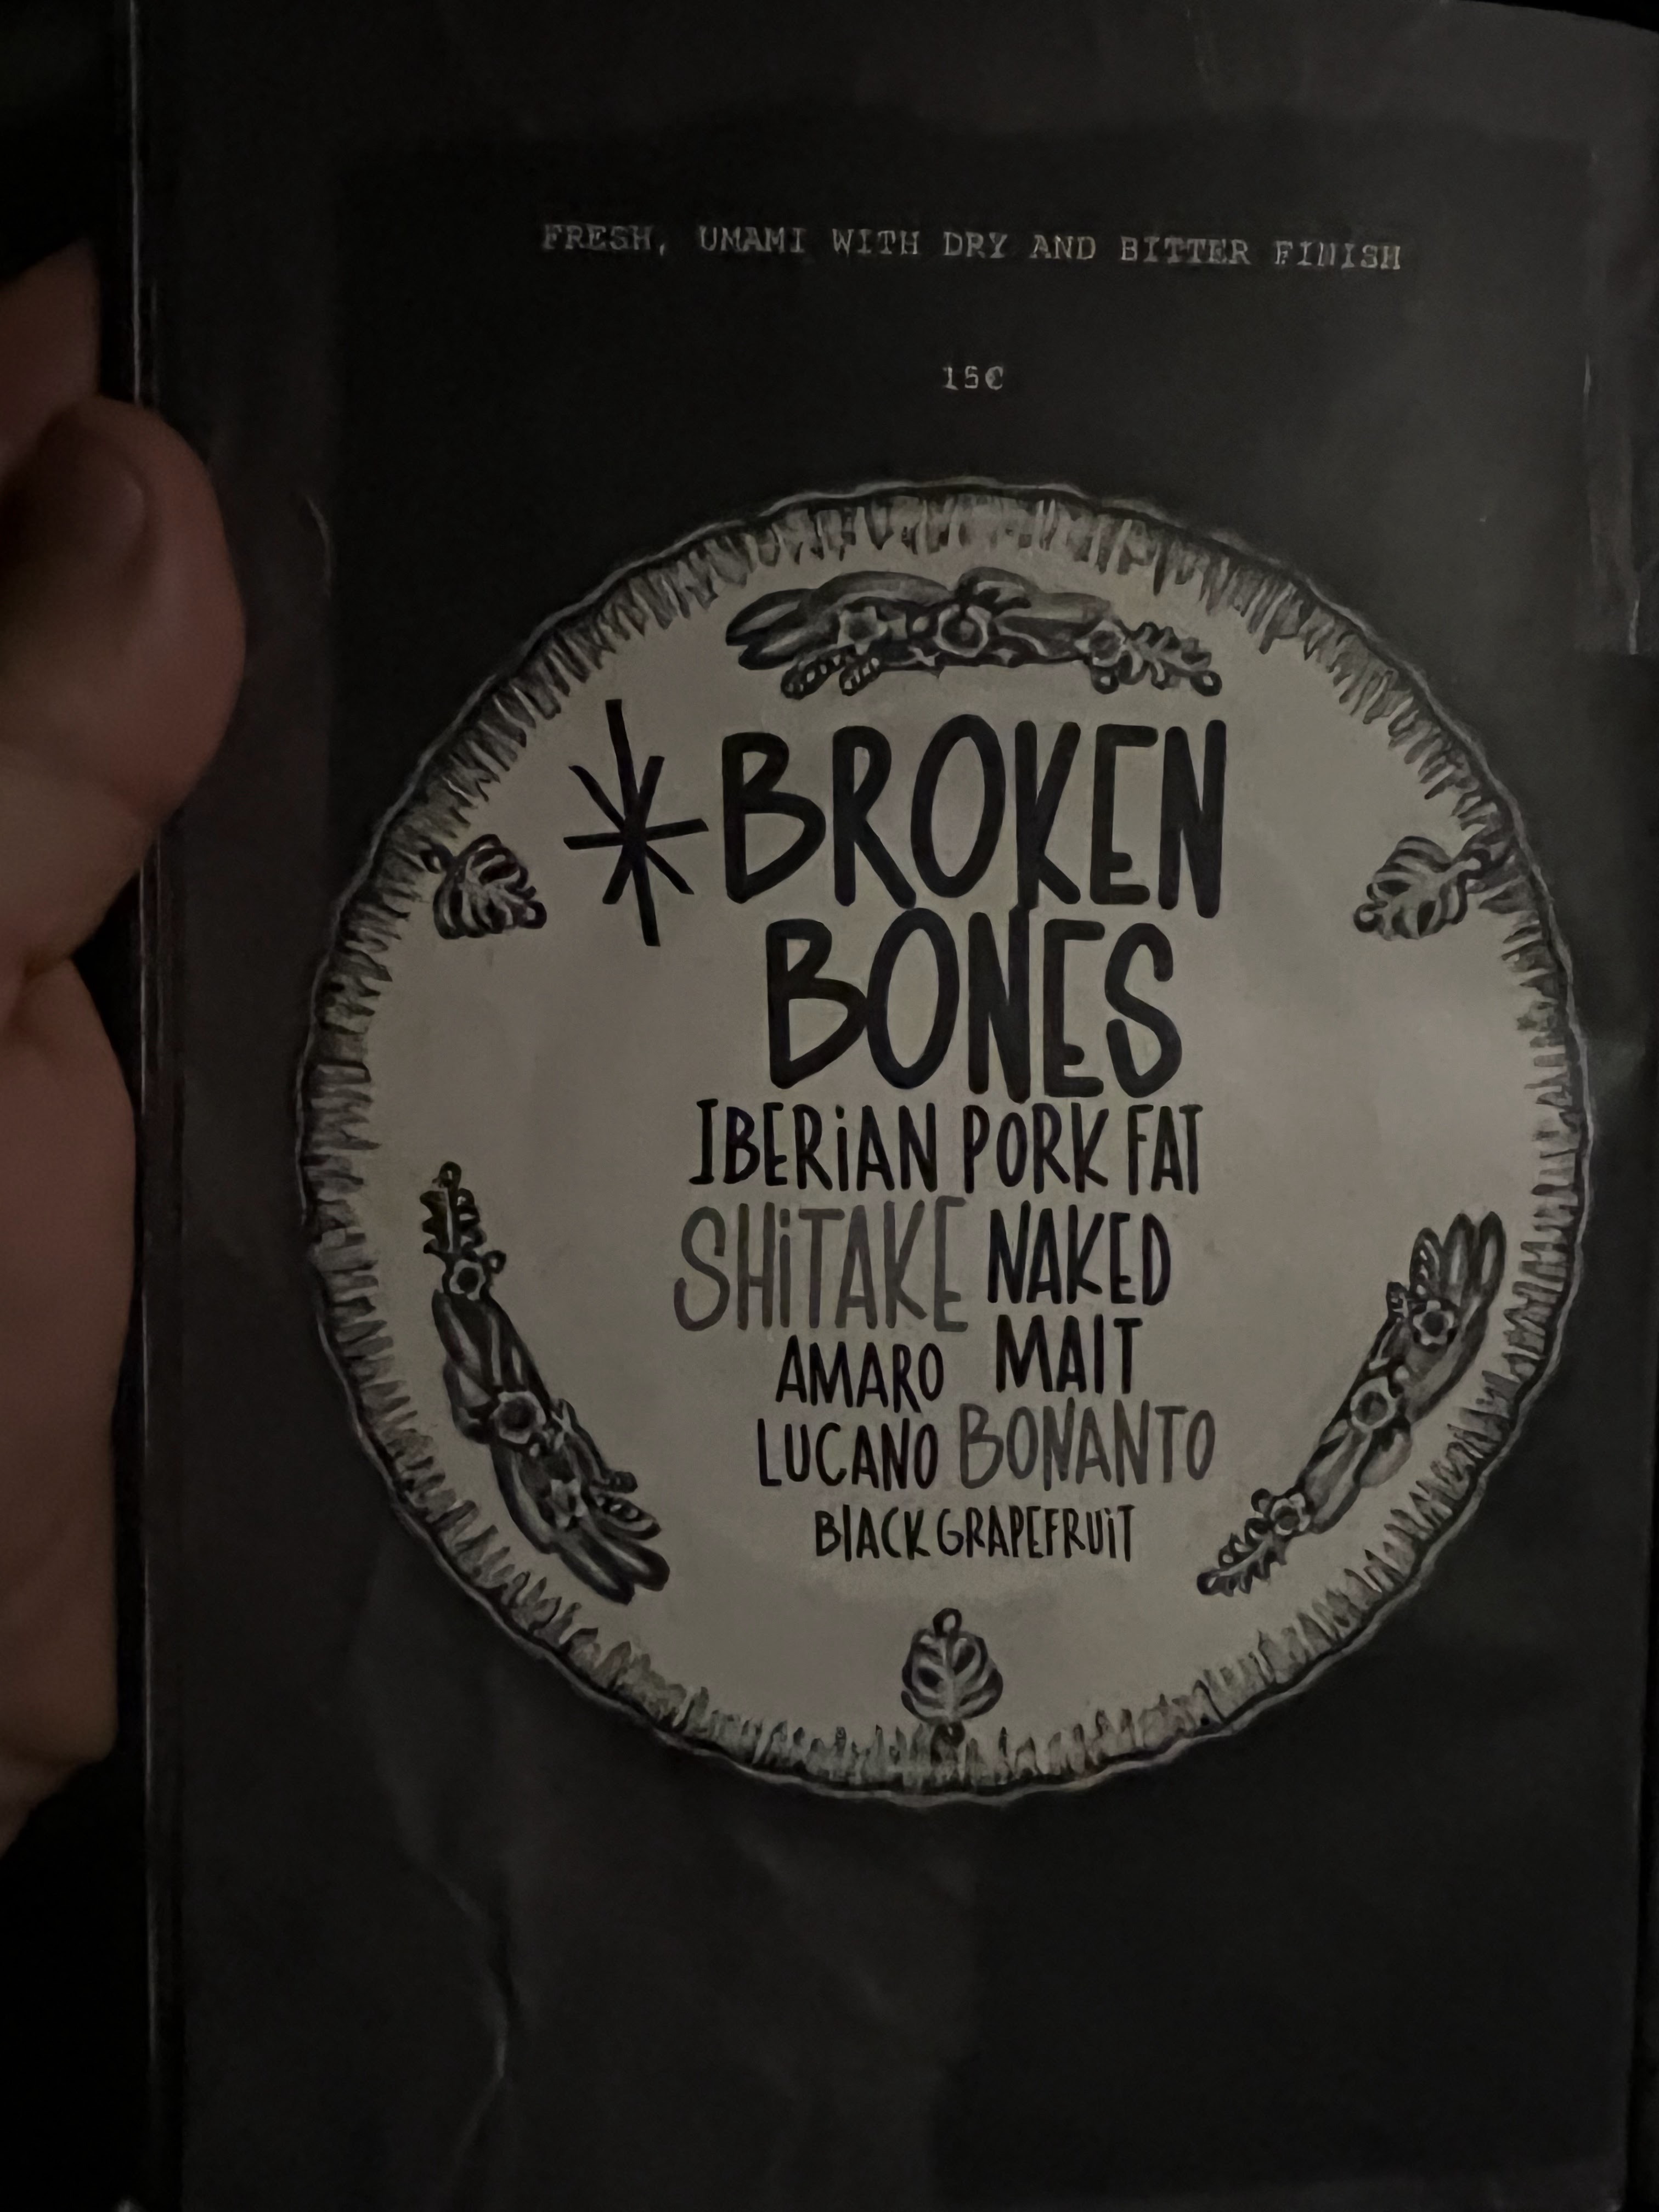 FRESH, UMAMI WITH DRY AND BITTER FINISH
15€
*BROKEN
BONES
IBERiAN PORK FAT
SHiTAKE NAKED
MAlT
AMARO
LUCANO BONANTO
BlACK GRAPEFRUiT